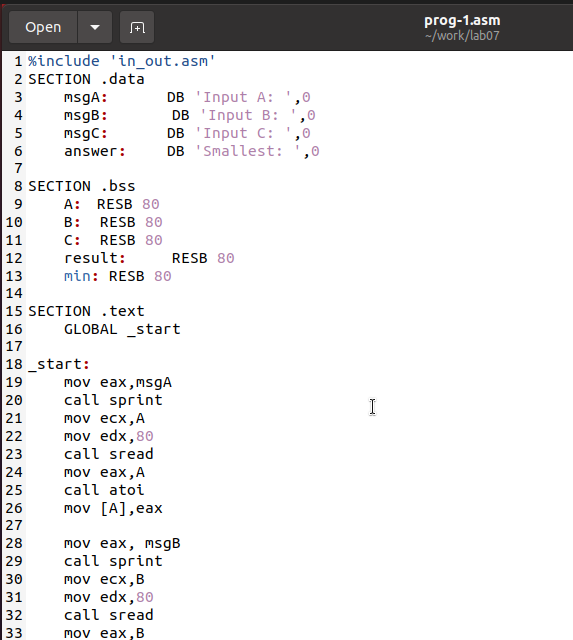 Open
prog-1.asm
~/work/lab07
1 %include 'in_out.asm'
2 SECTION .data
3 msgA: DB 'Input A: ',0
4 msgB: DB 'Input B: ',0
5 msgC: DB 'Input C: ',0
6 answer: DB 'Smallest: ',0
7
8 SECTION .bss
9 A: RESB 80
10 B: RESB 80
11 C: RESB 80
12 result: RESB 80
13 min: RESB 80
14
15 SECTION .text
16 GLOBAL _start
17
18 _start:
19 mov eax,msgA
20 call sprint
21 mov ecx,A
22 mov edx,80
23 call sread
24 mov eax,A
25 call atoi
26 mov [A],eax
27
28 mov eax, msgB
29 call sprint
30 mov ecx,B
31 mov edx,80
32 call sread
33 mov eax,B